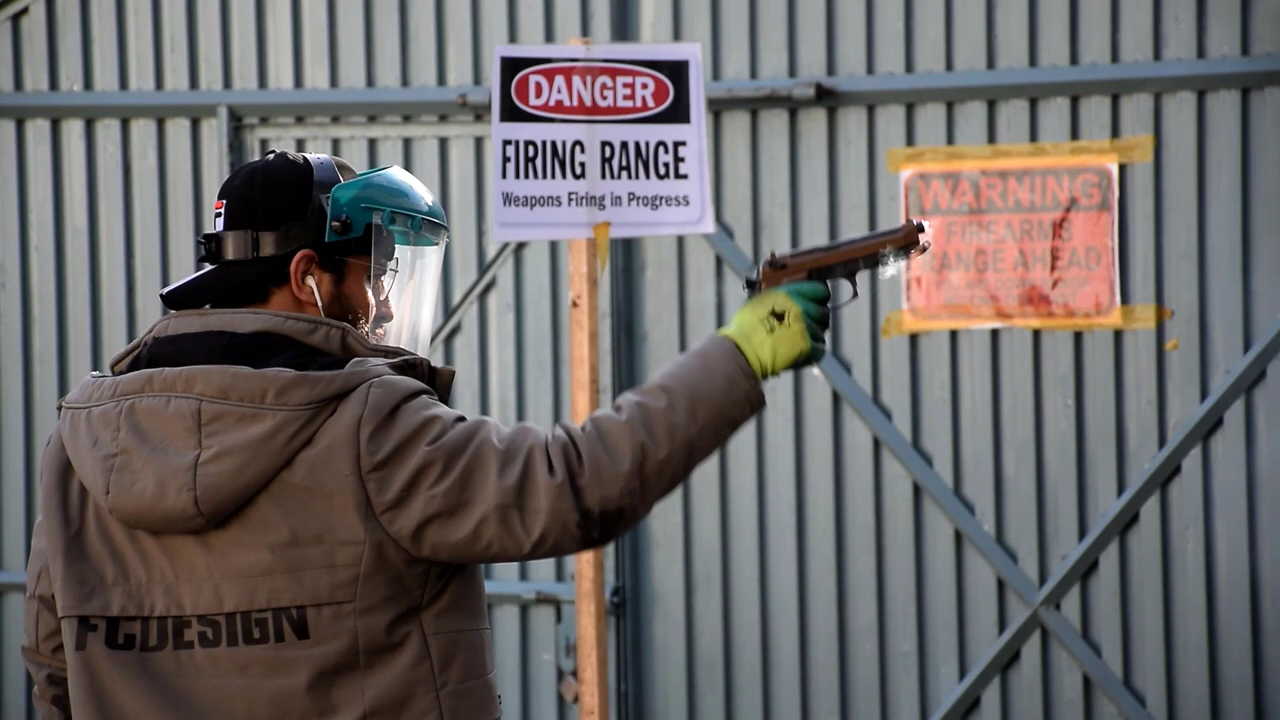 DANGER
FIRING RANGE
Weapons Firing in Progress
WARNING
FIREARMS
RANGE AHEAD
FCDESIGN